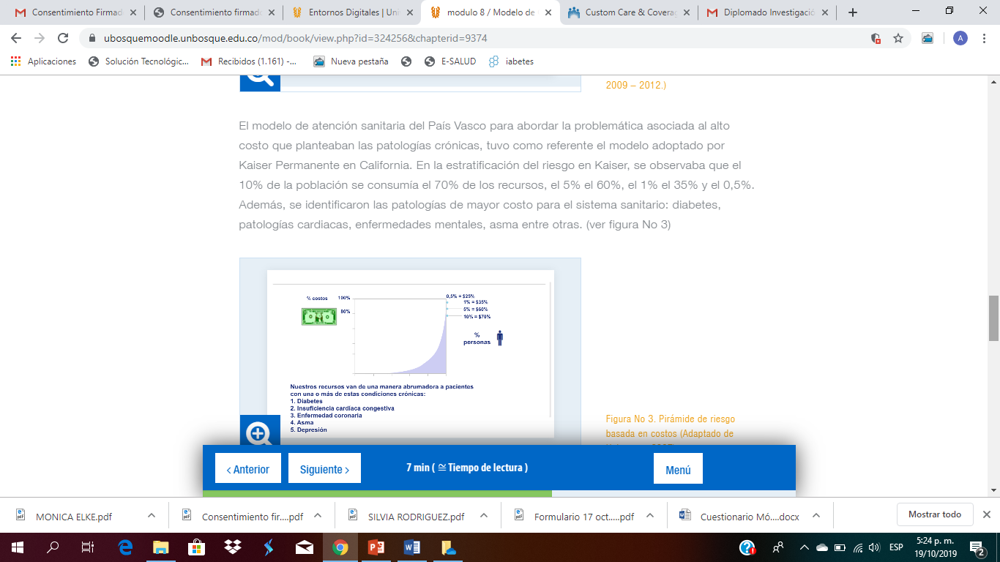 Consentimiento Firmad
Consentimiento firmado
Entornos Digitales | Uni
modulo 8 / Modelo de
Custom Care & Coverag
Diplomado Investigació
ubosquemoodle.unbosque.edu.co/mod/book/view.php?id=324256&chapterid=9374
A
Aplicaciones
Solución Tecnológic...
Recibidos (1.161) -...
Nueva pestaña
E-SALUD
iabetes
2009 – 2012.)
El modelo de atención sanitaria del País Vasco para abordar la problemática asociada al alto
costo que planteaban las patologías crónicas, tuvo como referente el modelo adoptado por
Kaiser Permanente en California. En la estratificación del riesgo en Kaiser, se observaba que el
10% de la población se consumía el 70% de los recursos, el 5% el 60%, el 1% el 35% y el 0,5%.
Además, se identificaron las patologías de mayor costo para el sistema sanitario: diabetes,
patologías cardiacas, enfermedades mentales, asma entre otras. (ver figura No 3)
% costos
100%
80%
0,5% = $25%
1% = $35%
5% = $60%
10% = $70%
%
personas
Nuestros recursos van de una manera abrumadora a pacientes
con una o más de estas condiciones crónicas:
1. Diabetes
2. Insuficiencia cardíaca congestiva
3. Enfermedad coronaria
4. Asma
5. Depresión
Figura No 3. Pirámide de riesgo
basada en costos (Adaptado de
< Anterior
Siguiente >
7 min ( ≅ Tiempo de lectura )
Menú
MONICA ELKE.pdf
Consentimiento fir....pdf
SILVIA RODRIGUEZ.pdf
Formulario 17 oct.....pdf
Cuestionario Mó....docx
Mostrar todo
ESP
5:24 p. m.
19/10/2019
2